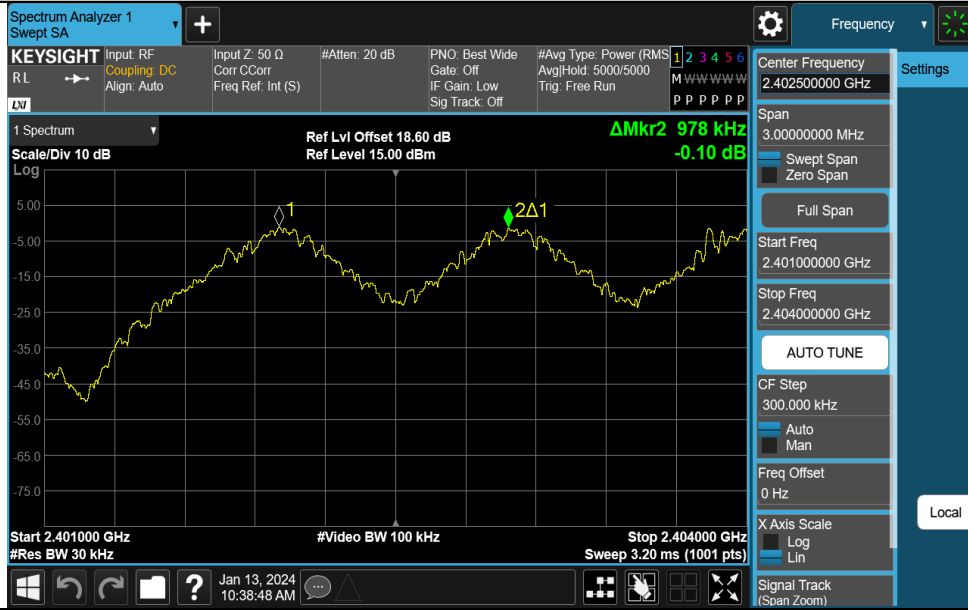 Spectrum Analyzer 1
Swept SA
+
Frequency
KEYSIGHT
R L
LXI
Input: RF
Coupling: DC
Align: Auto
Input Z: 50 Ω
Corr CCorr
Freq Ref: Int (S)
#Atten: 20 dB
PNO: Best Wide
Gate: Off
IF Gain: Low
Sig Track: Off
#Avg Type: Power (RMS
Avg|Hold: 5000/5000
Trig: Free Run
1 2 3 4 5 6
M W W W W W
P P P P P P
1 Spectrum
Scale/Div 10 dB
Ref Lvl Offset 18.60 dB
Ref Level 15.00 dBm
ΔMkr2 978 kHz
-0.10 dB
Log
5.00
-5.00
-15.0
-25.0
-35.0
-45.0
-55.0
-65.0
-75.0
1
2Δ1
Start 2.401000 GHz
#Video BW 100 kHz
Stop 2.404000 GHz
#Res BW 30 kHz
Sweep 3.20 ms (1001 pts)
?
Jan 13, 2024
10:38:48 AM
Center Frequency
2.402500000 GHz
Span
3.00000000 MHz
Swept Span
Zero Span
Full Span
Start Freq
2.401000000 GHz
Stop Freq
2.404000000 GHz
AUTO TUNE
CF Step
300.000 kHz
Auto
Man
Freq Offset
0 Hz
X Axis Scale
Log
Lin
Signal Track
(Span Zoom)
Settings
Local